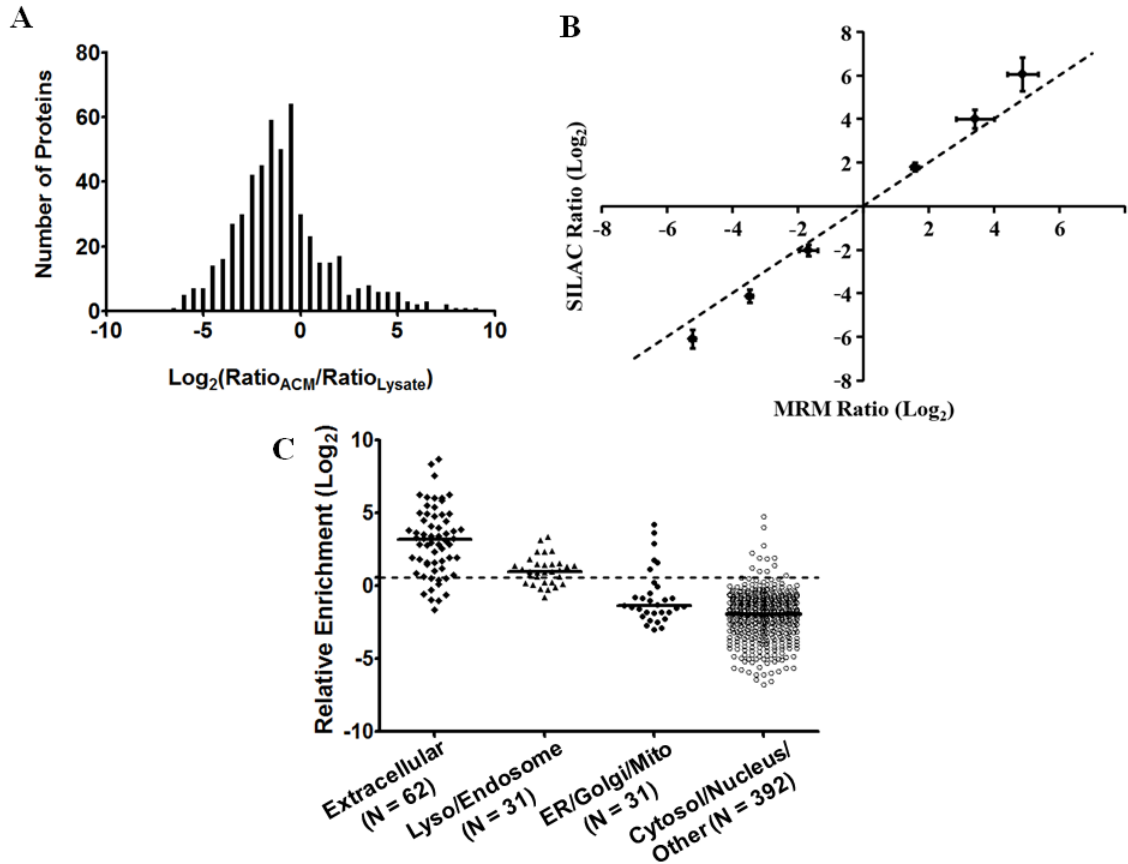 A
80
60
40
20
0
Number of Proteins
-10 -5 0 5 10
Log2(RatioACM/RatioLysate)
B
8
6
4
2
-2
-4
-6
-8
-8 -6 -4 -2 2 4 6
SILAC Ratio (Log2)
MRM Ratio (Log2)
C
10
5
0
-5
-10
Relative Enrichment (Log2)
Extracellular
(N = 62)
Lyso/Endosome
(N = 31)
ER/Golgi/Mito
(N = 31)
Cytosol/Nucleus/
Other (N = 392)